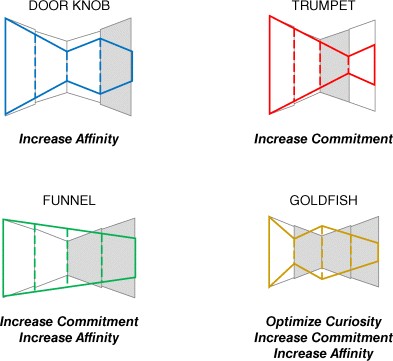 DOOR KNOB
Increase Affinity
TRUMPET
Increase Commitment
FUNNEL
Increase Commitment
Increase Affinity
GOLDFISH
Optimize Curiosity
Increase Commitment
Increase Affinity